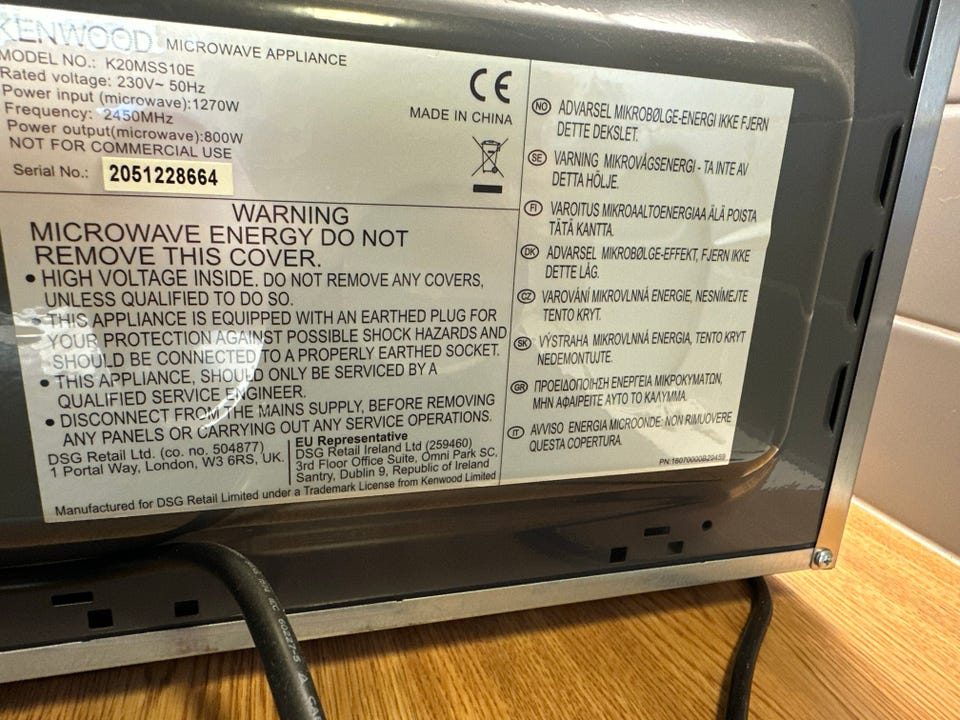 KENWOOD MICROWAVE APPLIANCE
MODEL NO.: K20MSS10E
Rated voltage: 230V~ 50Hz
Power input (microwave):1270W
Frequency: 2450MHz
Power output(microwave):800W
NOT FOR COMMERCIAL USE
Serial No.: 2051228664
CE
MADE IN CHINA
WARNING
MICROWAVE ENERGY DO NOT
REMOVE THIS COVER.
• HIGH VOLTAGE INSIDE. DO NOT REMOVE ANY COVERS,
UNLESS QUALIFIED TO DO SO.
• THIS APPLIANCE IS EQUIPPED WITH AN EARTHED PLUG FOR
YOUR PROTECTION AGAINST POSSIBLE SHOCK HAZARDS AND
SHOULD BE CONNECTED TO A PROPERLY EARTHED SOCKET.
• THIS APPLIANCE, SHOULD ONLY BE SERVICED BY A
QUALIFIED SERVICE ENGINEER.
• DISCONNECT FROM THE MAINS SUPPLY, BEFORE REMOVING
ANY PANELS OR CARRYING OUT ANY SERVICE OPERATIONS.
DSG Retail Ltd. (co. no. 504877)
1 Portal Way, London, W3 6RS, UK.
EU Representative
DSG Retail Ireland Ltd (259460)
3rd Floor Office Suite, Omni Park SC,
Santry, Dublin 9, Republic of Ireland
Manufactured for DSG Retail Limited under a Trademark License from Kenwood Limited
NO ADVARSEL MIKROBØLGE-ENERGI IKKE FJERN
DETTE DEKSLET.
SE VARNING MIKROVÅGSENERGI - TA INTE AV
DETTA HÖLJE.
FI VAROITUS MIKROAALTOENERGIAA ÄLÄ POISTA
TÄTÄ KANTTA.
DK ADVARSEL MIKROBØLGE-EFFEKT, FJERN IKKE
DETTE LÅG.
CZ VAROVÁNÍ MIKROVLNNÁ ENERGIE, NESNÍMEJTE
TENTO KRYT.
SK VÝSTRAHA MIKROVLNNÁ ENERGIA, TENTO KRYT
NEDEMONTUJTE.
GR ΠΡΟΕΙΔΟΠΟΙΗΣΗ ΕΝΕΡΓΕΙΑ ΜΙΚΡΟΚΥΜΑΤΩΝ,
ΜΗΝ ΑΦΑΙΡΕΙΤΕ ΑΥΤΟ ΤΟ ΚΑΛΥΜΜΑ.
IT AVVISO ENERGIA MICROONDE: NON RIMUOVERE
QUESTA COPERTURA.
PN:16070000B29459
60227-5